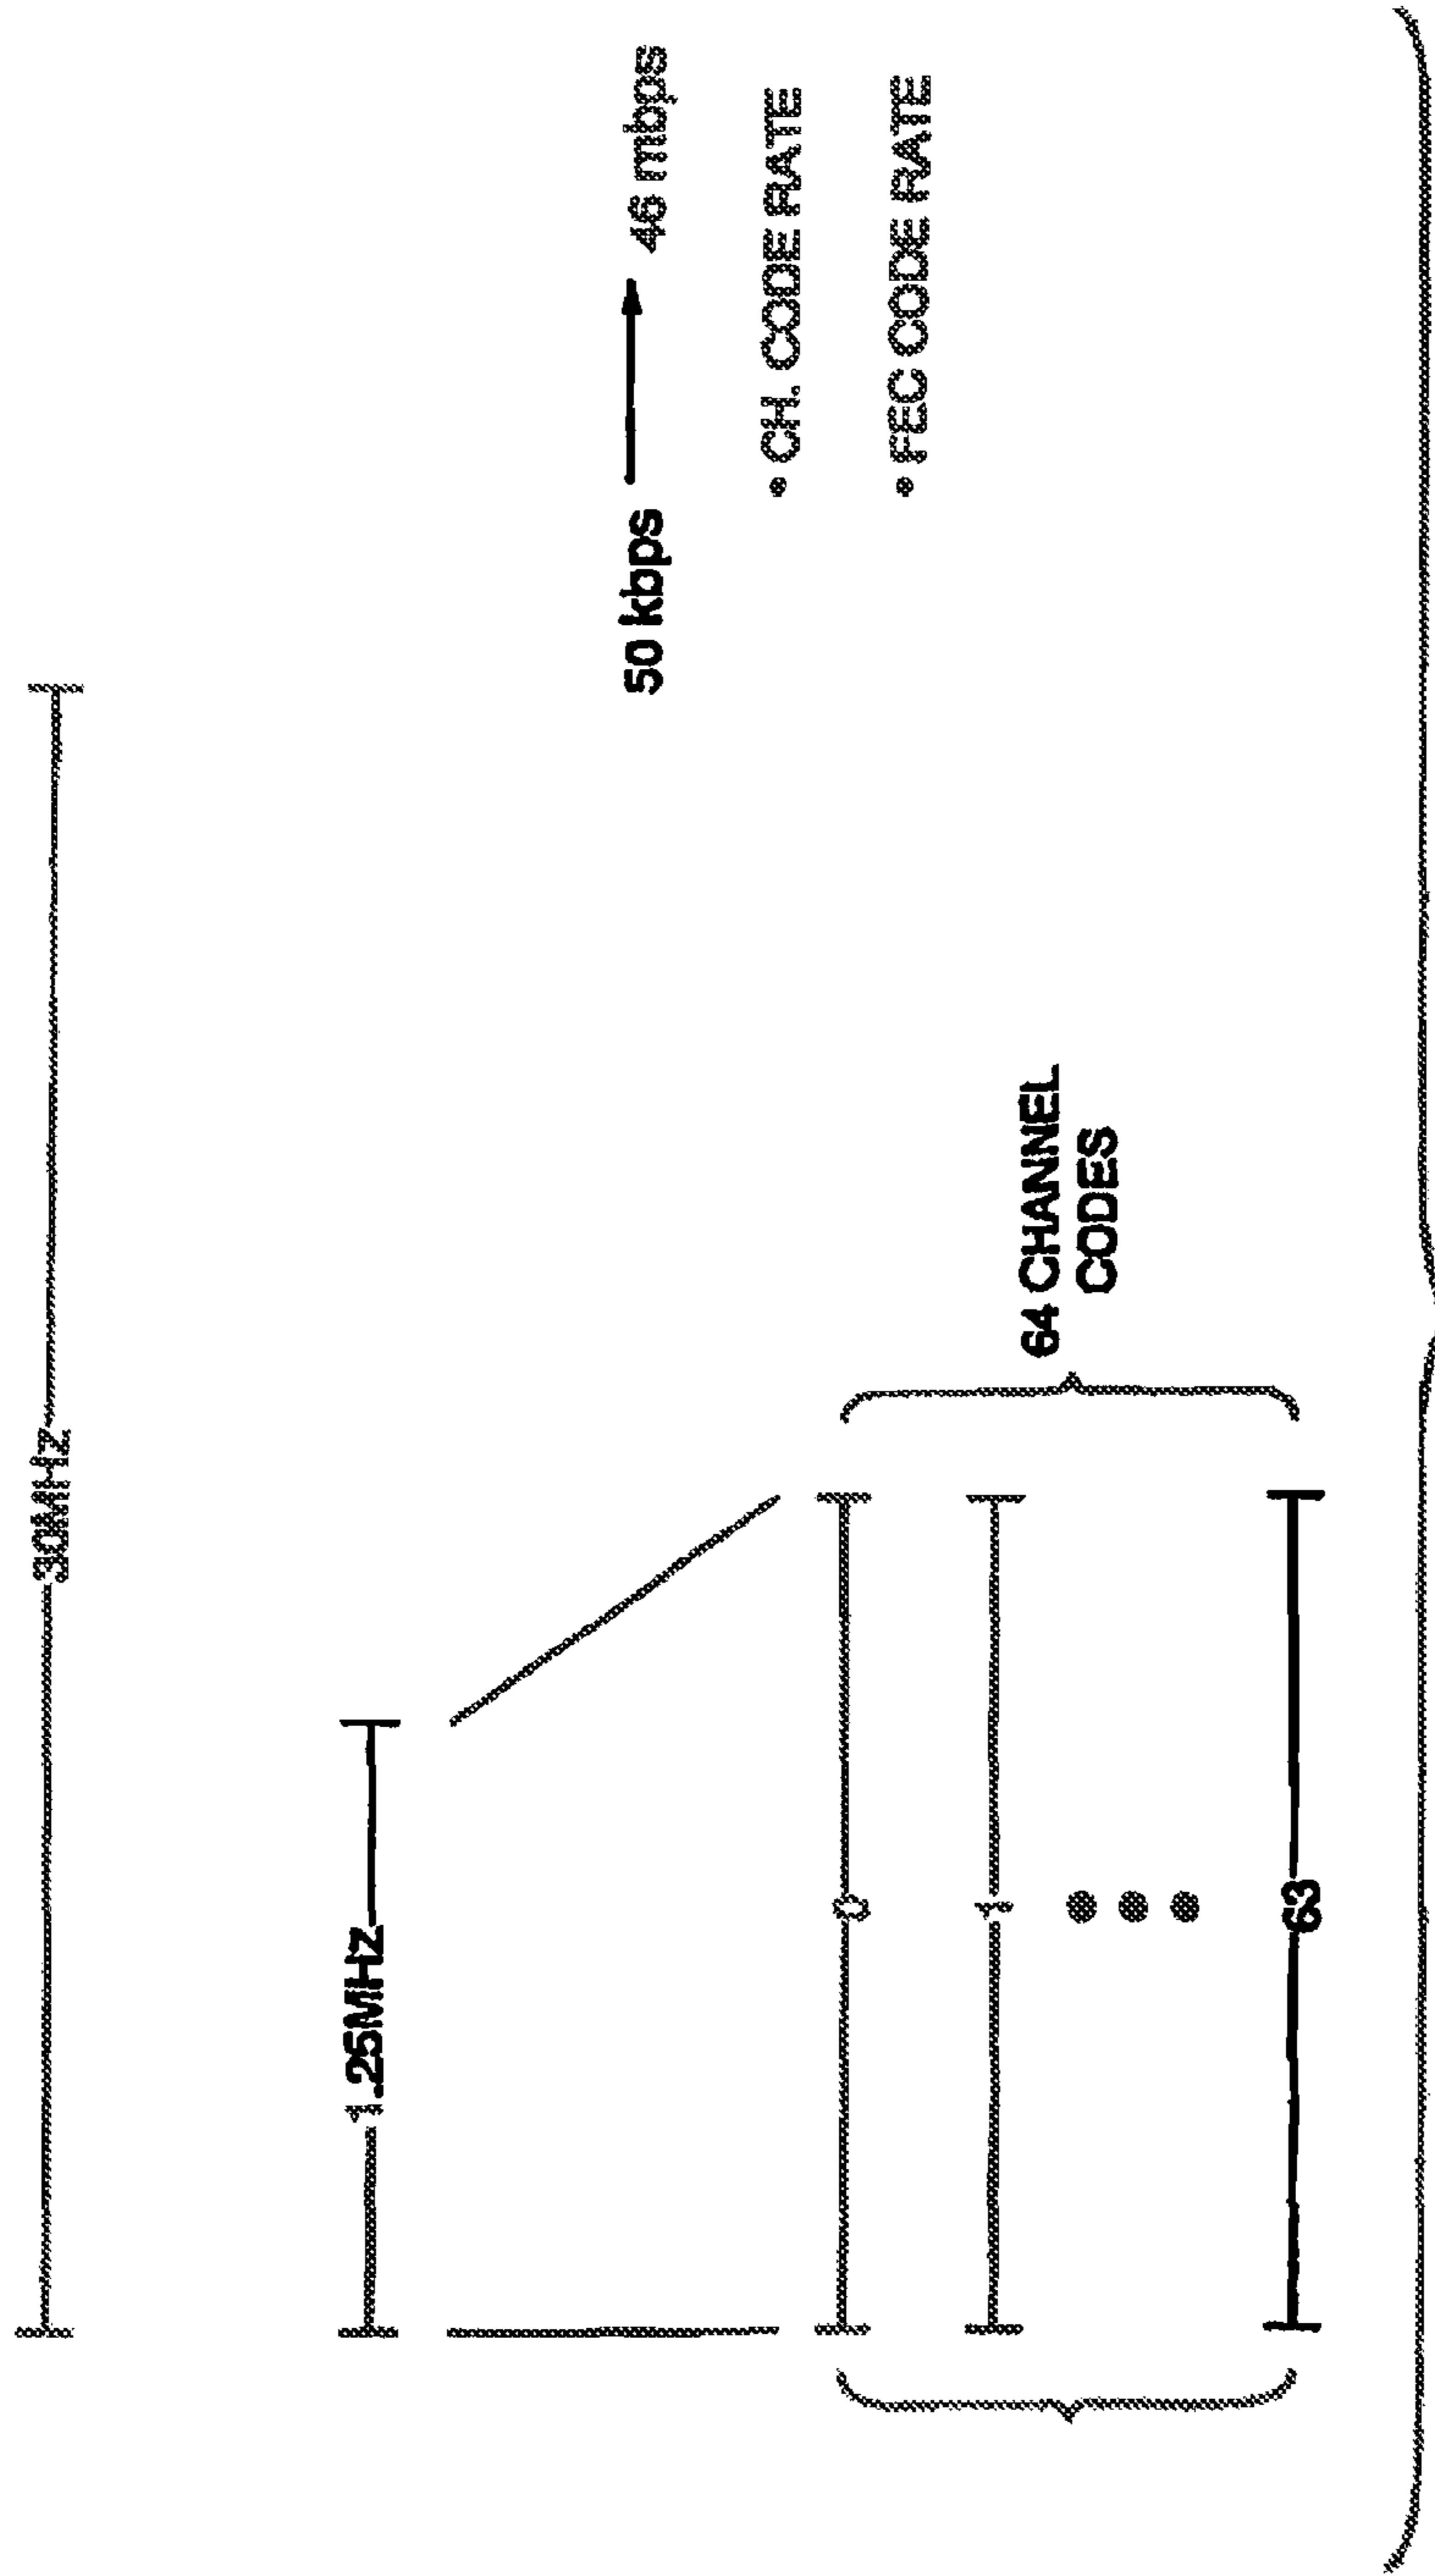 30MHz
1.25MHz
50 kbps
46 mbps
• CH. CODE RATE
• FEC CODE RATE
64 CHANNEL
CODES
0
1
63